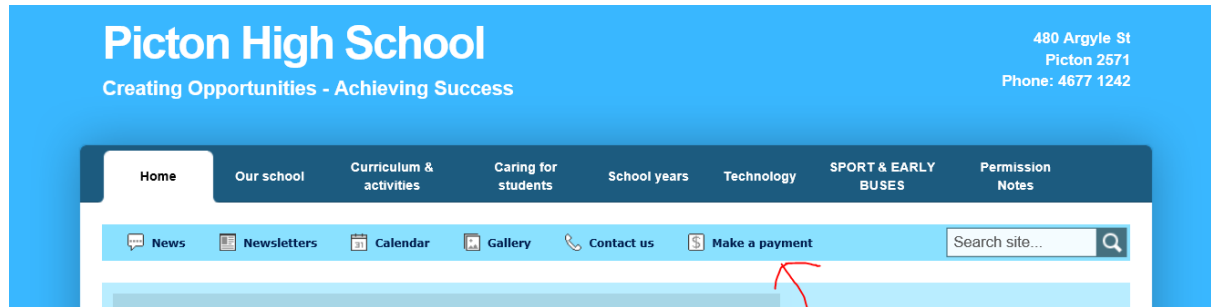 Picton High School
Creating Opportunities - Achieving Success
480 Argyle St
Picton 2571
Phone: 4677 1242
Home
Our school
Curriculum &
activities
Caring for
students
School years
Technology
SPORT & EARLY
BUSES
Permission
Notes
News
Newsletters
31
Calendar
Gallery
Contact us
$
Make a payment
Search site...